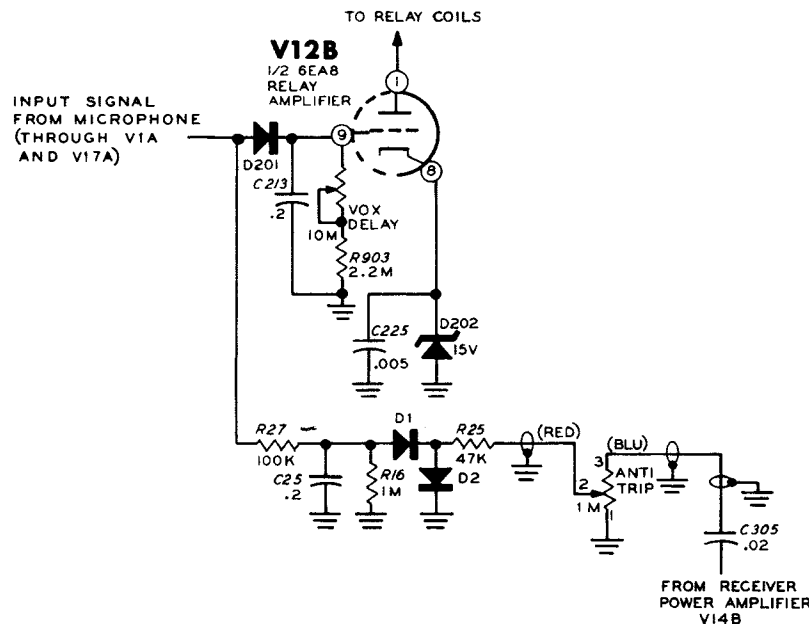 TO RELAY COILS
V12B
1/2 6EA8
RELAY
AMPLIFIER
1
INPUT SIGNAL
FROM MICROPHONE
(THROUGH V1A
AND V17A)
9
D201
8
C213
.2
VOX
DELAY
10M
R903
2.2M
C225
.005
D202
15V
R27
100K
C25
.2
R16
1M
D1
D2
R25
47K
(RED)
(BLU)
3
ANTI
TRIP
2
1M
1
C305
.02
FROM RECEIVER
POWER AMPLIFIER
V14B